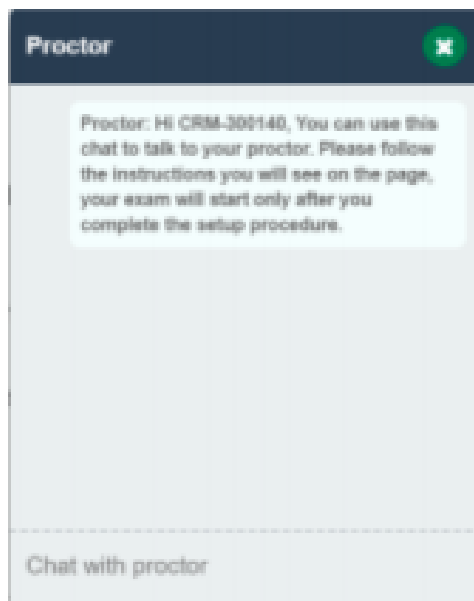 Proctor
Proctor: Hi CRM-300140, You can use this
chat to talk to your proctor. Please follow
the instructions you will see on the page,
your exam will start only after you
complete the setup procedure.
Chat with proctor